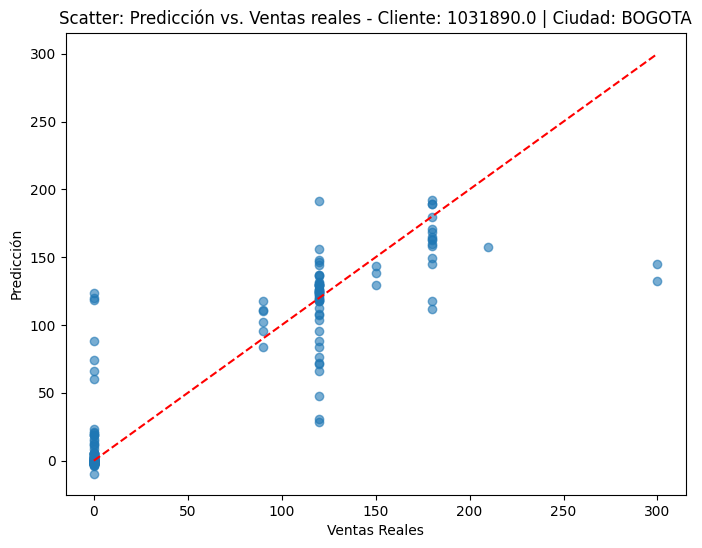 Scatter: Predicción vs. Ventas reales - Cliente: 1031890.0 | Ciudad: BOGOTA
300
250
200
150
100
50
0
Predicción
0 50 100 150 200 250 300
Ventas Reales